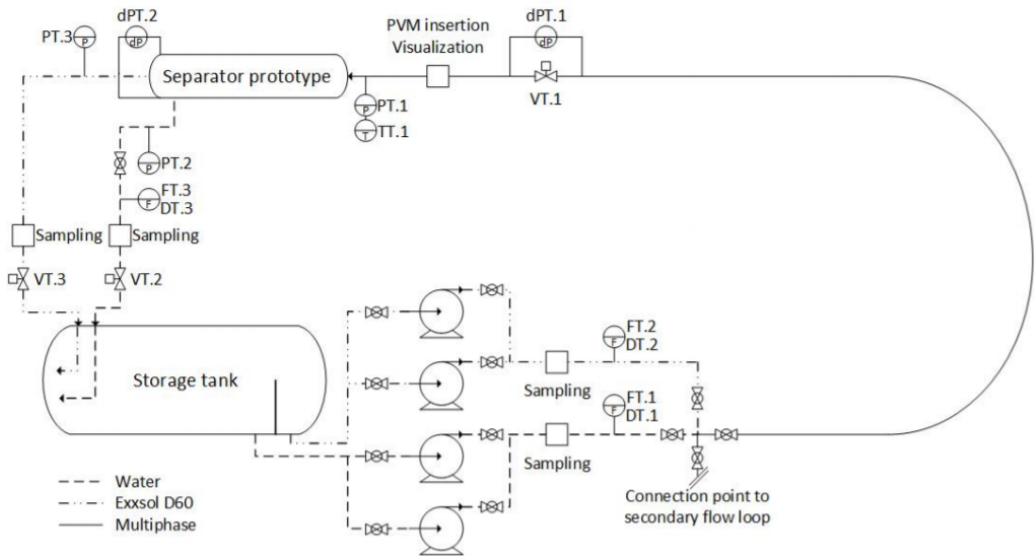 dPT.2
dP
PT.3
P
PVM insertion
Visualization
dPT.1
dP
VT.1
Separator prototype
P
PT.1
T
TT.1
P
PT.2
F
FT.3
DT.3
Sampling
Sampling
VT.3
VT.2
Storage tank
F
FT.2
DT.2
Sampling
F
FT.1
DT.1
Sampling
Water
Exxsol D60
Multiphase
Connection point to
secondary flow loop